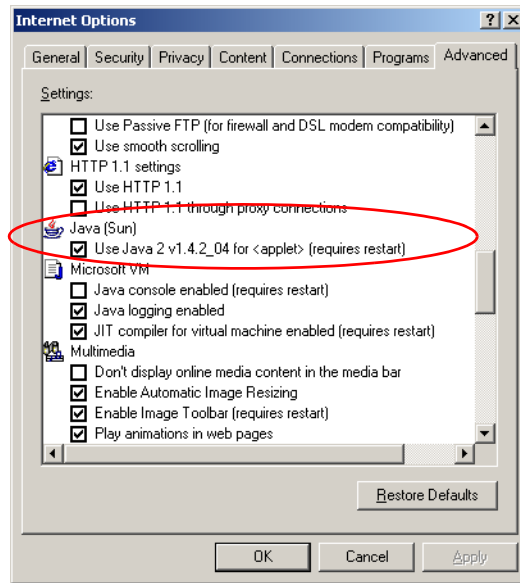 Internet Options ? X
General Security Privacy Content Connections Programs Advanced
Settings:
Use Passive FTP (for firewall and DSL modem compatibility)
Use smooth scrolling
HTTP 1.1 settings
Use HTTP 1.1
Use HTTP 1.1 through proxy connections
Java (Sun)
Use Java 2 v1.4.2_04 for <applet> (requires restart)
Microsoft VM
Java console enabled (requires restart)
Java logging enabled
JIT compiler for virtual machine enabled (requires restart)
Multimedia
Don't display online media content in the media bar
Enable Automatic Image Resizing
Enable Image Toolbar (requires restart)
Play animations in web pages
Restore Defaults
OK Cancel Apply